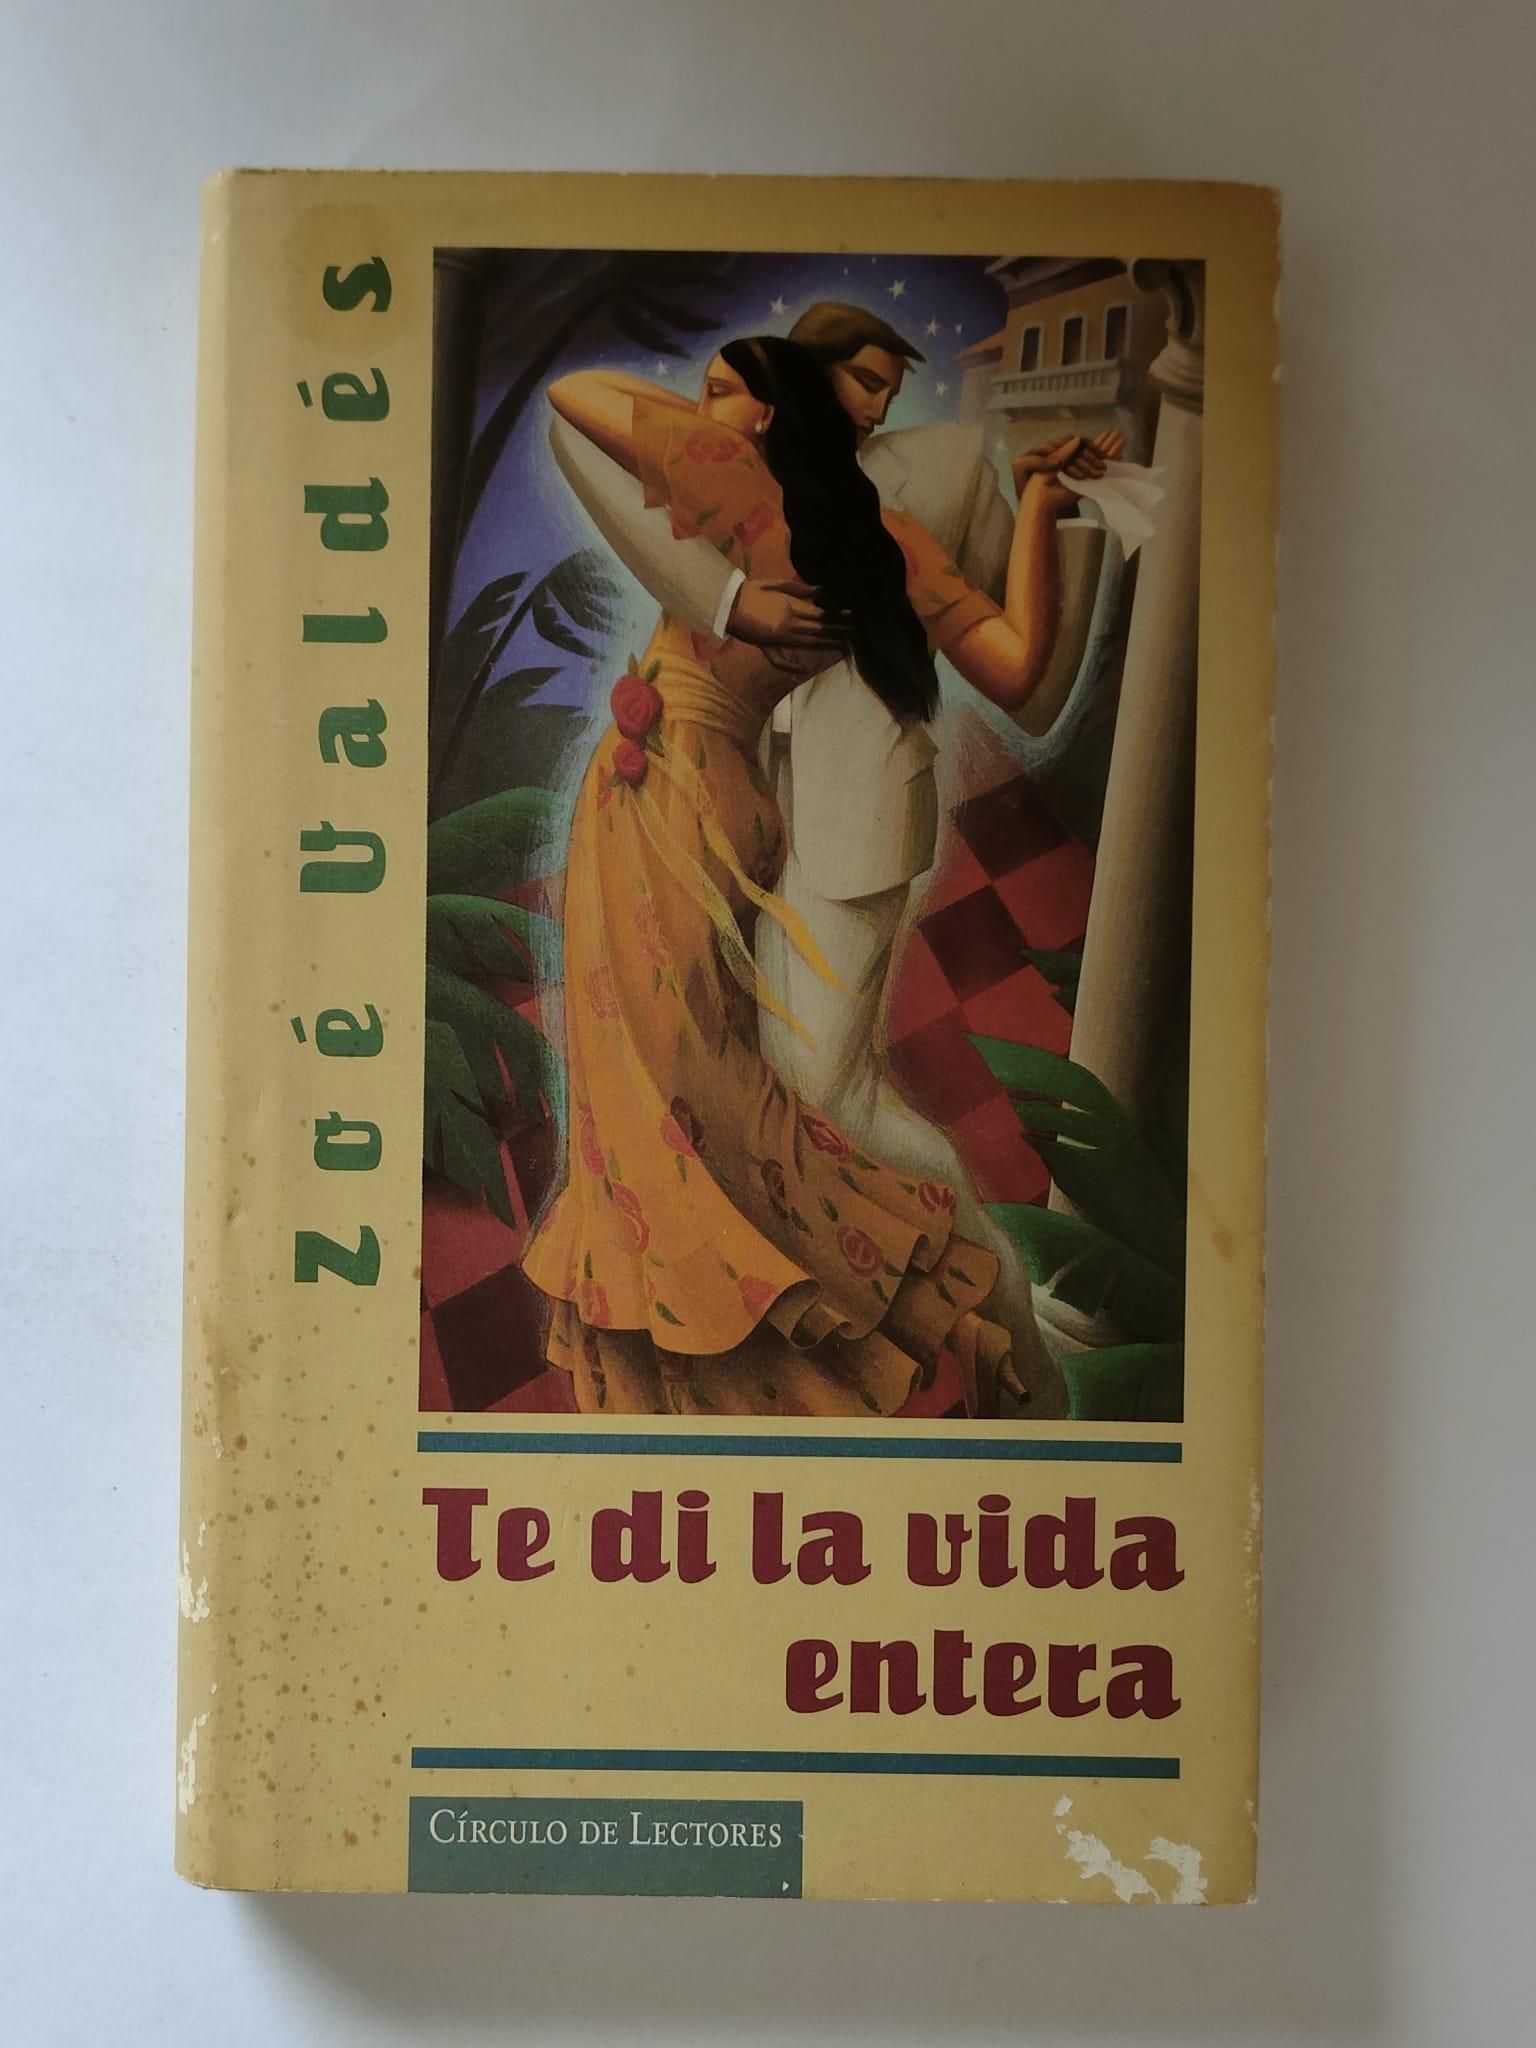 Zoé Valdés
Te di la vida
entera
CÍRCULO DE LECTORES